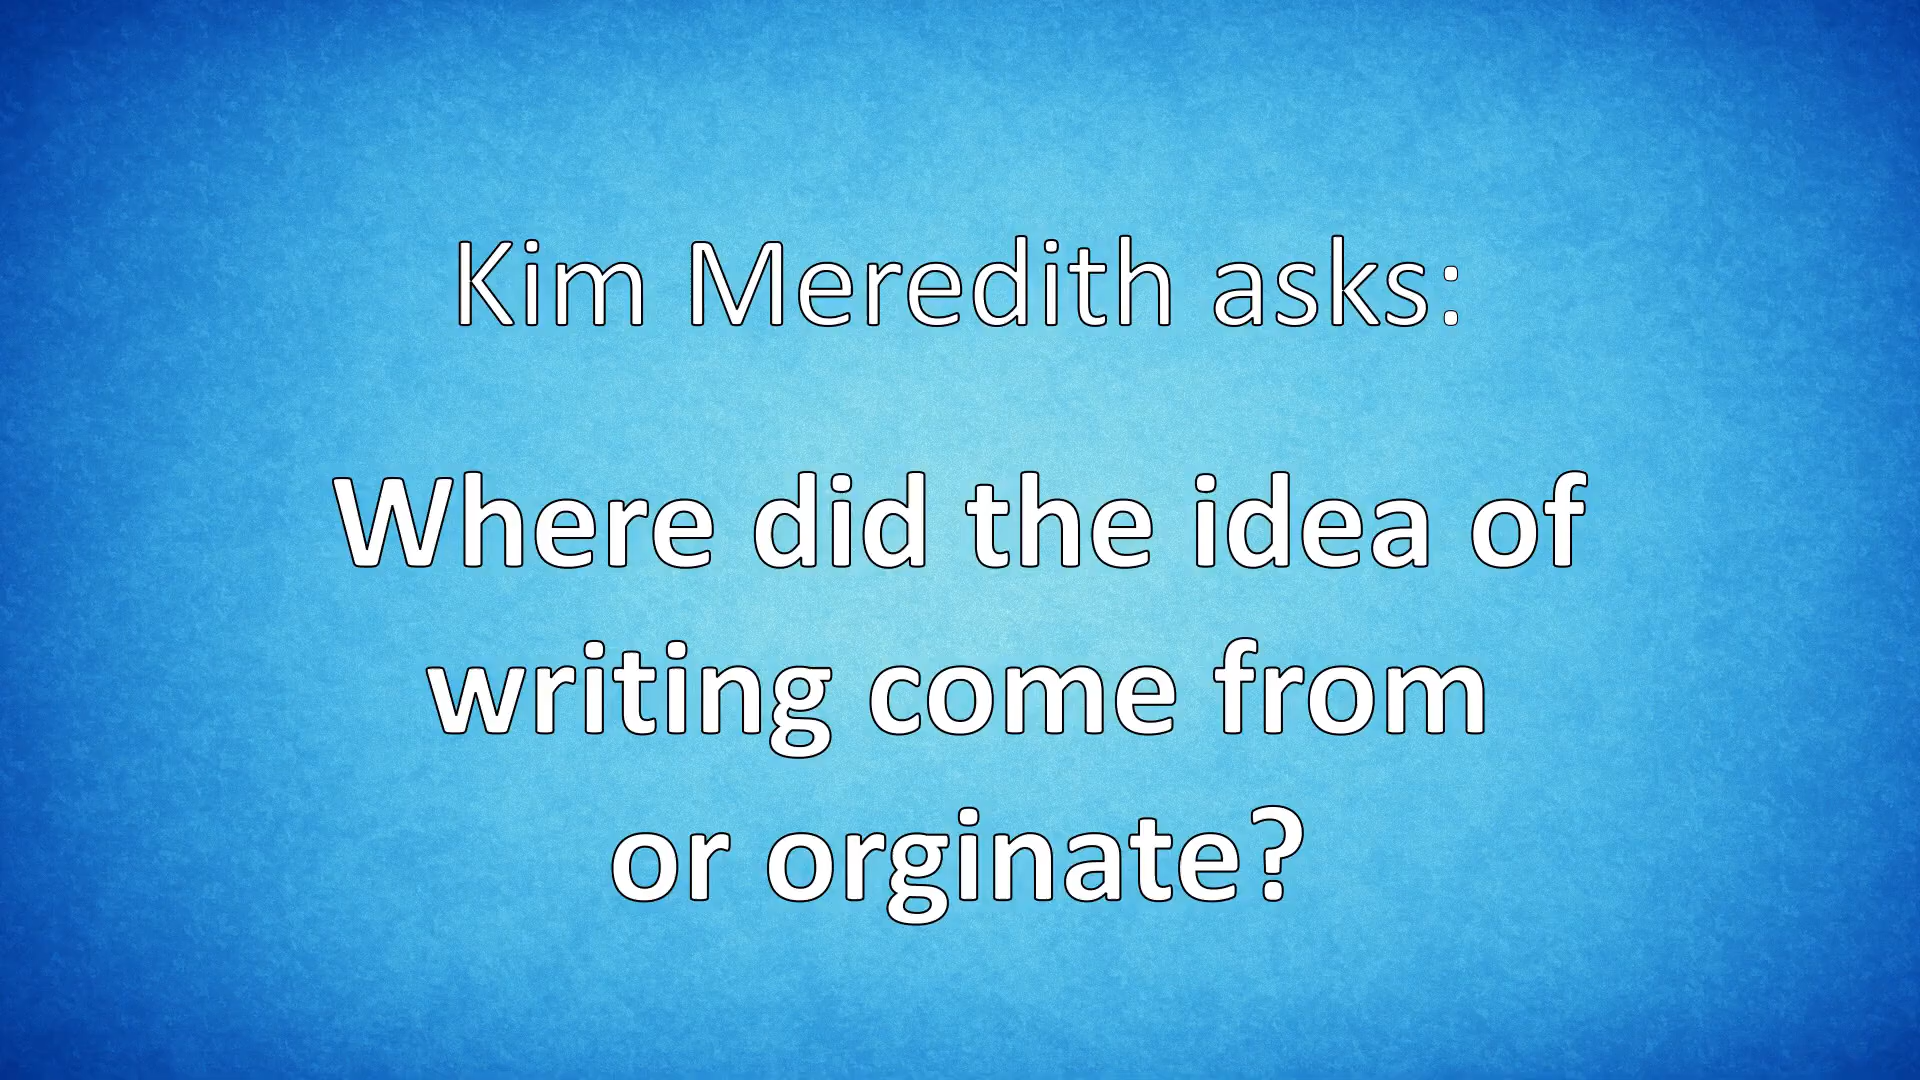 Kim Meredith asks:
Where did the idea of
writing come from
or orginate?